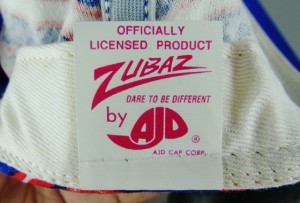 OFFICIALLY
LICENSED PRODUCT
ZUBAZ
DARE TO BE DIFFERENT
by AJD ®
AJD CAP CORP.